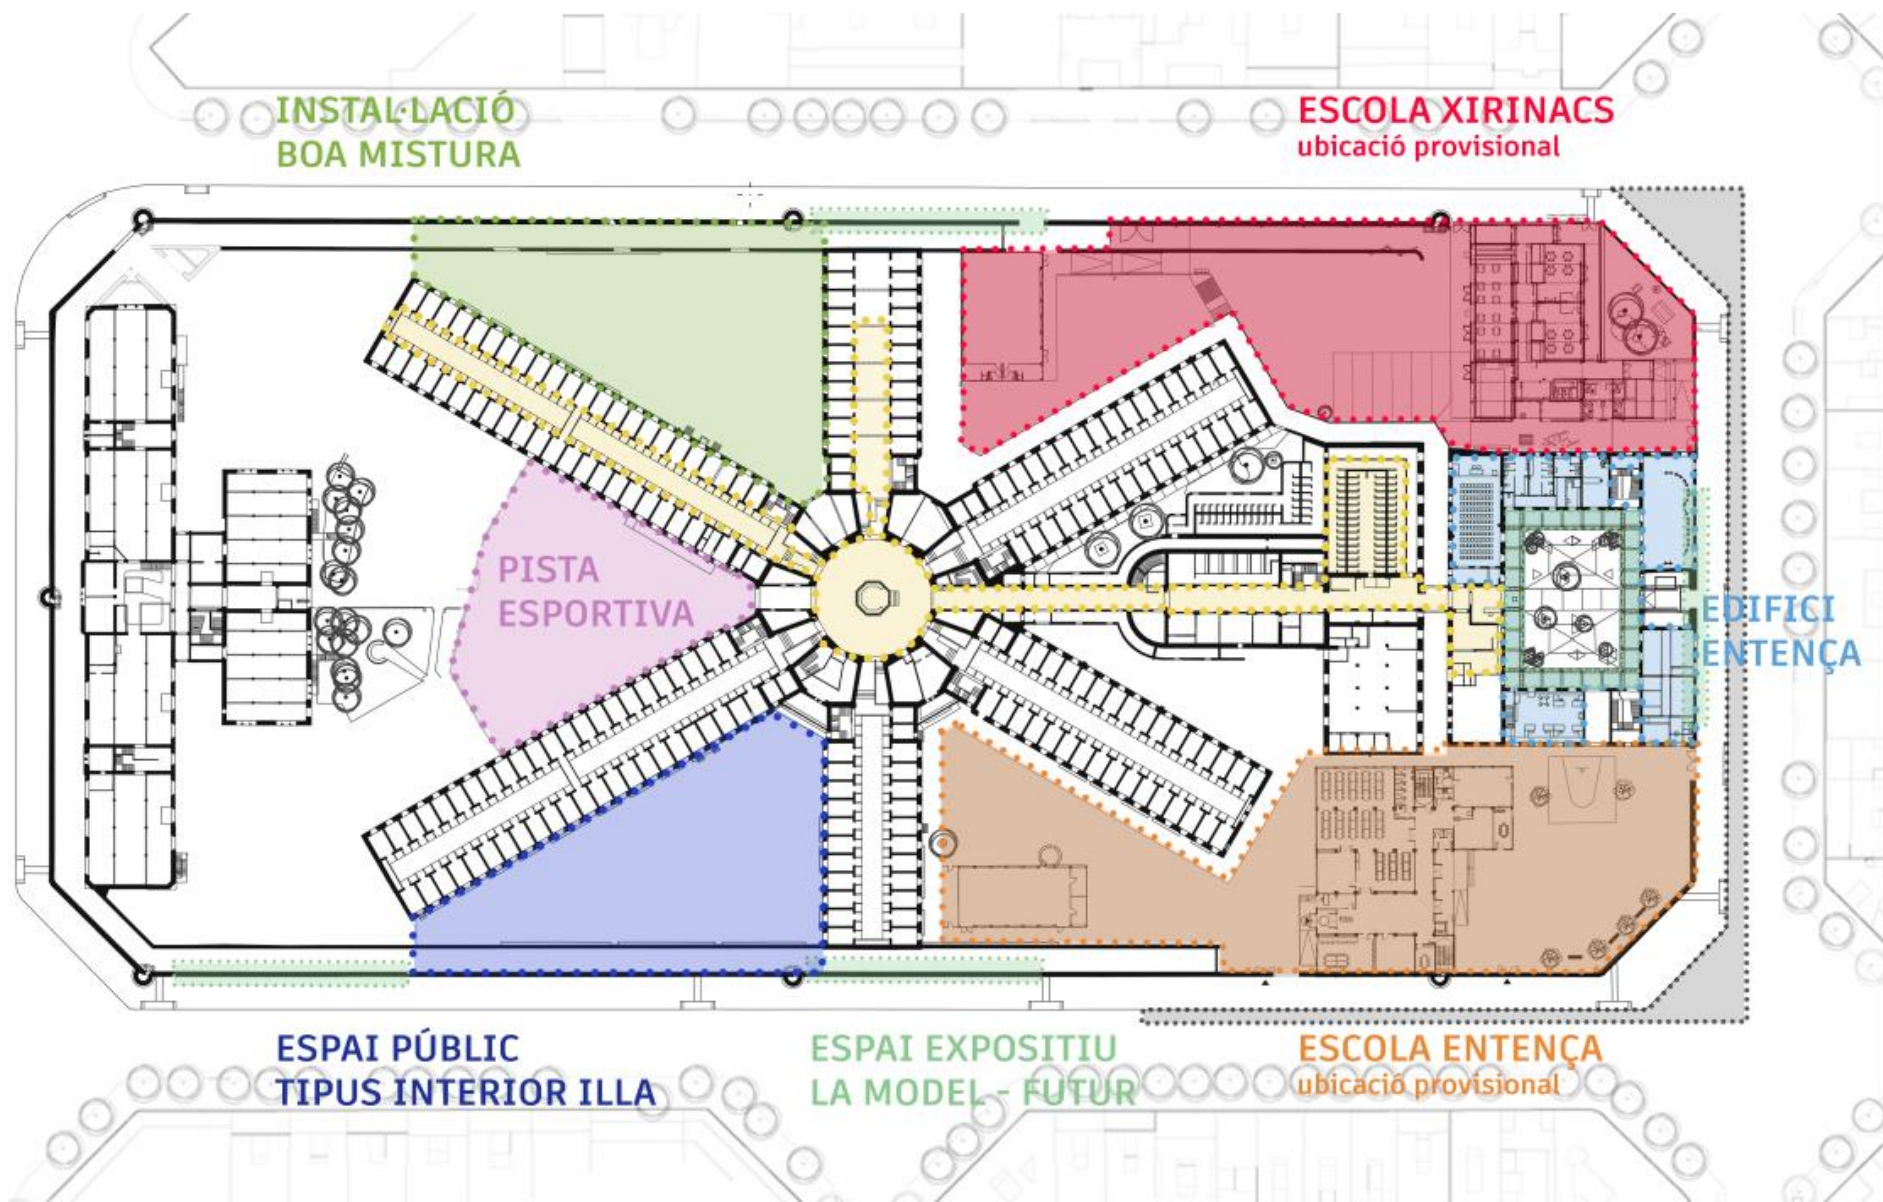 INSTAL·LACIÓ
BOA MISTURA
ESCOLA XIRINACS
ubicació provisional
PISTA
ESPORTIVA
EDIFICI
ENTENÇA
ESPAI PÚBLIC
TIPUS INTERIOR ILLA
ESPAI EXPOSITIU
LA MODEL - FUTUR
ESCOLA ENTENÇA
ubicació provisional